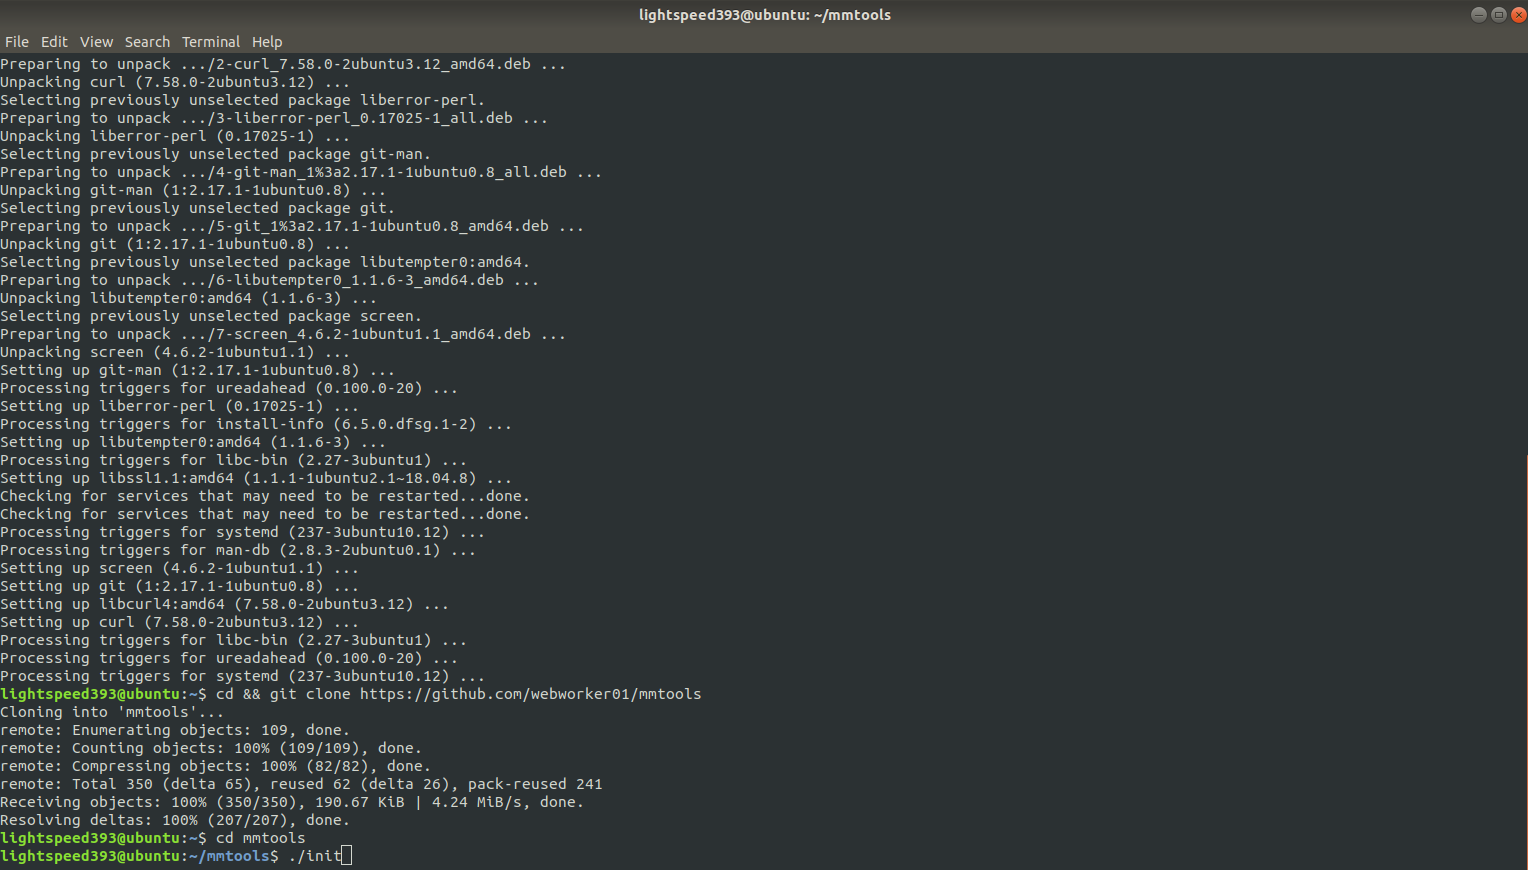 lightspeed393@ubuntu: ~/mmtools
File Edit View Search Terminal Help
Preparing to unpack .../2-curl_7.58.0-2ubuntu3.12_amd64.deb ...
Unpacking curl (7.58.0-2ubuntu3.12) ...
Selecting previously unselected package liberror-perl.
Preparing to unpack .../3-liberror-perl_0.17025-1_all.deb ...
Unpacking liberror-perl (0.17025-1) ...
Selecting previously unselected package git-man.
Preparing to unpack .../4-git-man_1%3a2.17.1-1ubuntu0.8_all.deb ...
Unpacking git-man (1:2.17.1-1ubuntu0.8) ...
Selecting previously unselected package git.
Preparing to unpack .../5-git_1%3a2.17.1-1ubuntu0.8_amd64.deb ...
Unpacking git (1:2.17.1-1ubuntu0.8) ...
Selecting previously unselected package libutempter0:amd64.
Preparing to unpack .../6-libutempter0_1.1.6-3_amd64.deb ...
Unpacking libutempter0:amd64 (1.1.6-3) ...
Selecting previously unselected package screen.
Preparing to unpack .../7-screen_4.6.2-1ubuntu1.1_amd64.deb ...
Unpacking screen (4.6.2-1ubuntu1.1) ...
Setting up git-man (1:2.17.1-1ubuntu0.8) ...
Processing triggers for ureadahead (0.100.0-20) ...
Setting up liberror-perl (0.17025-1) ...
Processing triggers for install-info (6.5.0.dfsg.1-2) ...
Setting up libutempter0:amd64 (1.1.6-3) ...
Processing triggers for libc-bin (2.27-3ubuntu1) ...
Setting up libssl1.1:amd64 (1.1.1-1ubuntu2.1~18.04.8) ...
Checking for services that may need to be restarted...done.
Checking for services that may need to be restarted...done.
Processing triggers for systemd (237-3ubuntu10.12) ...
Processing triggers for man-db (2.8.3-2ubuntu0.1) ...
Setting up screen (4.6.2-1ubuntu1.1) ...
Setting up git (1:2.17.1-1ubuntu0.8) ...
Setting up libcurl4:amd64 (7.58.0-2ubuntu3.12) ...
Setting up curl (7.58.0-2ubuntu3.12) ...
Processing triggers for libc-bin (2.27-3ubuntu1) ...
Processing triggers for ureadahead (0.100.0-20) ...
Processing triggers for systemd (237-3ubuntu10.12) ...
lightspeed393@ubuntu:~$ cd && git clone https://github.com/webworker01/mmtools
Cloning into 'mmtools'...
remote: Enumerating objects: 109, done.
remote: Counting objects: 100% (109/109), done.
remote: Compressing objects: 100% (82/82), done.
remote: Total 350 (delta 65), reused 62 (delta 26), pack-reused 241
Receiving objects: 100% (350/350), 190.67 KiB | 4.24 MiB/s, done.
Resolving deltas: 100% (207/207), done.
lightspeed393@ubuntu:~$ cd mmtools
lightspeed393@ubuntu:~/mmtools$ ./init